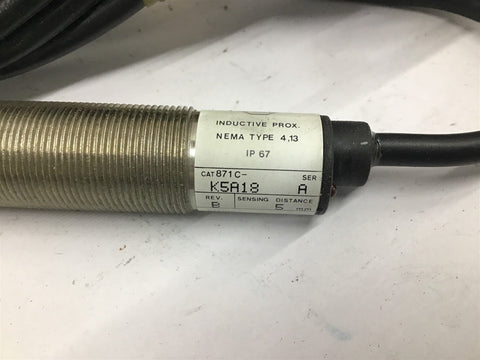 INDUCTIVE PROX.
NEMA TYPE 4,13
IP 67
CAT 871C- SER
K5A18 A
REV. SENSING DISTANCE
B 5 mm